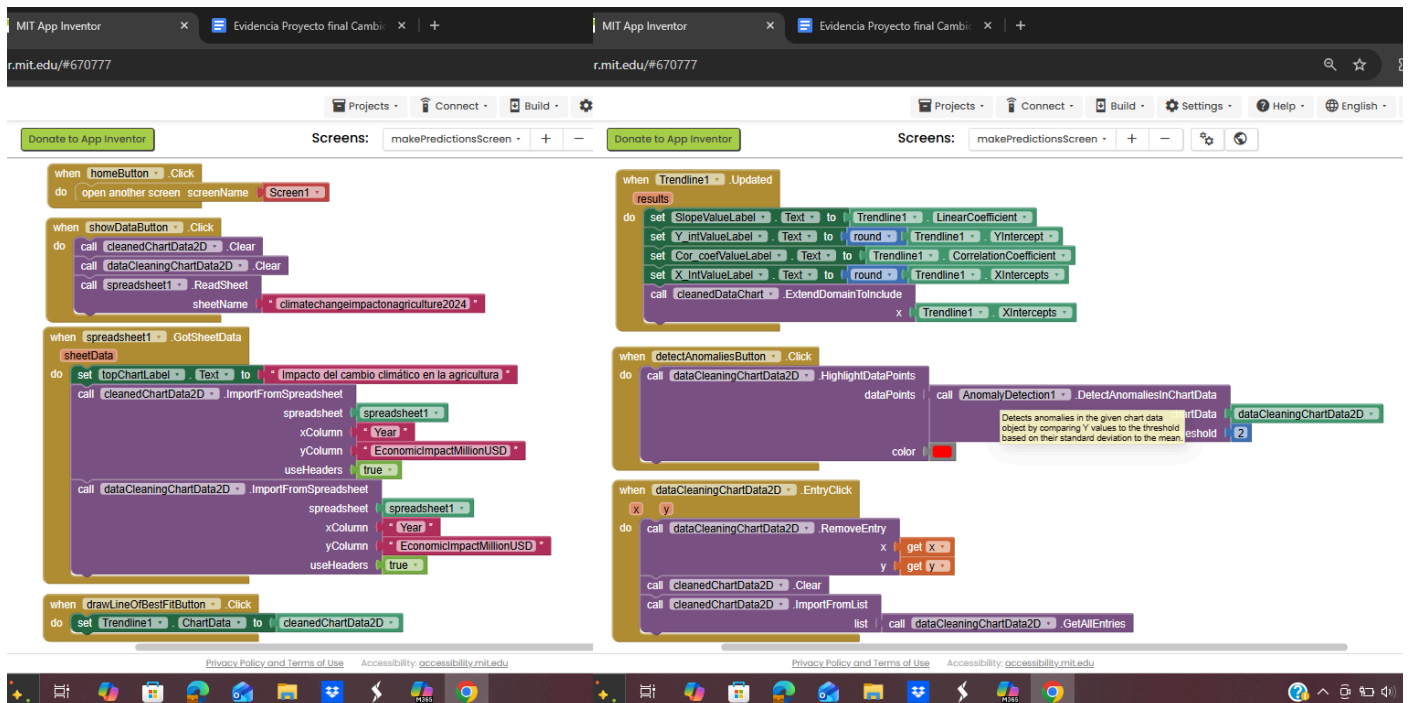 MIT App Inventor × Evidencia Proyecto final Cambic × +
r.mit.edu/#670777
Projects Connect Build
Donate to App Inventor Screens: makePredictionsScreen + −
when homeButton .Click
do open another screen screenName Screen1
when showDataButton .Click
do call cleanedChartData2D .Clear
call dataCleaningChartData2D .Clear
call spreadsheet1 .ReadSheet
sheetName " climatechangeimpactonagriculture2024 "
when spreadsheet1 .GotSheetData
sheetData
do set topChartLabel . Text to " Impacto del cambio climático en la agricultura "
call cleanedChartData2D .ImportFromSpreadsheet
spreadsheet spreadsheet1
xColumn " Year "
yColumn " EconomicImpactMillionUSD "
useHeaders true
call dataCleaningChartData2D .ImportFromSpreadsheet
spreadsheet spreadsheet1
xColumn " Year "
yColumn " EconomicImpactMillionUSD "
useHeaders true
when drawLineOfBestFitButton .Click
do set Trendline1 . ChartData to cleanedChartData2D
Privacy Policy and Terms of Use Accessibility: accessibility.mit.edu
M365
MIT App Inventor × Evidencia Proyecto final Cambic × +
r.mit.edu/#670777
Projects Connect Build Settings Help English
Donate to App Inventor Screens: makePredictionsScreen + −
when Trendline1 .Updated
results
do set SlopeValueLabel . Text to Trendline1 . LinearCoefficient
set Y_intValueLabel . Text to round Trendline1 . YIntercept
set Cor_coefValueLabel . Text to Trendline1 . CorrelationCoefficient
set X_IntValueLabel . Text to round Trendline1 . XIntercepts
call cleanedDataChart .ExtendDomainToInclude
x Trendline1 . XIntercepts
when detectAnomaliesButton .Click
do call dataCleaningChartData2D .HighlightDataPoints
dataPoints call AnomalyDetection1 .DetectAnomaliesInChartData
rtData dataCleaningChartData2D
eshold 2
Detects anomalies in the given chart data
object by comparing Y values to the threshold
based on their standard deviation to the mean.
color
when dataCleaningChartData2D .EntryClick
x y
do call dataCleaningChartData2D .RemoveEntry
x get x
y get y
call cleanedChartData2D .Clear
call cleanedChartData2D .ImportFromList
list call dataCleaningChartData2D .GetAllEntries
Privacy Policy and Terms of Use Accessibility: accessibility.mit.edu
M365